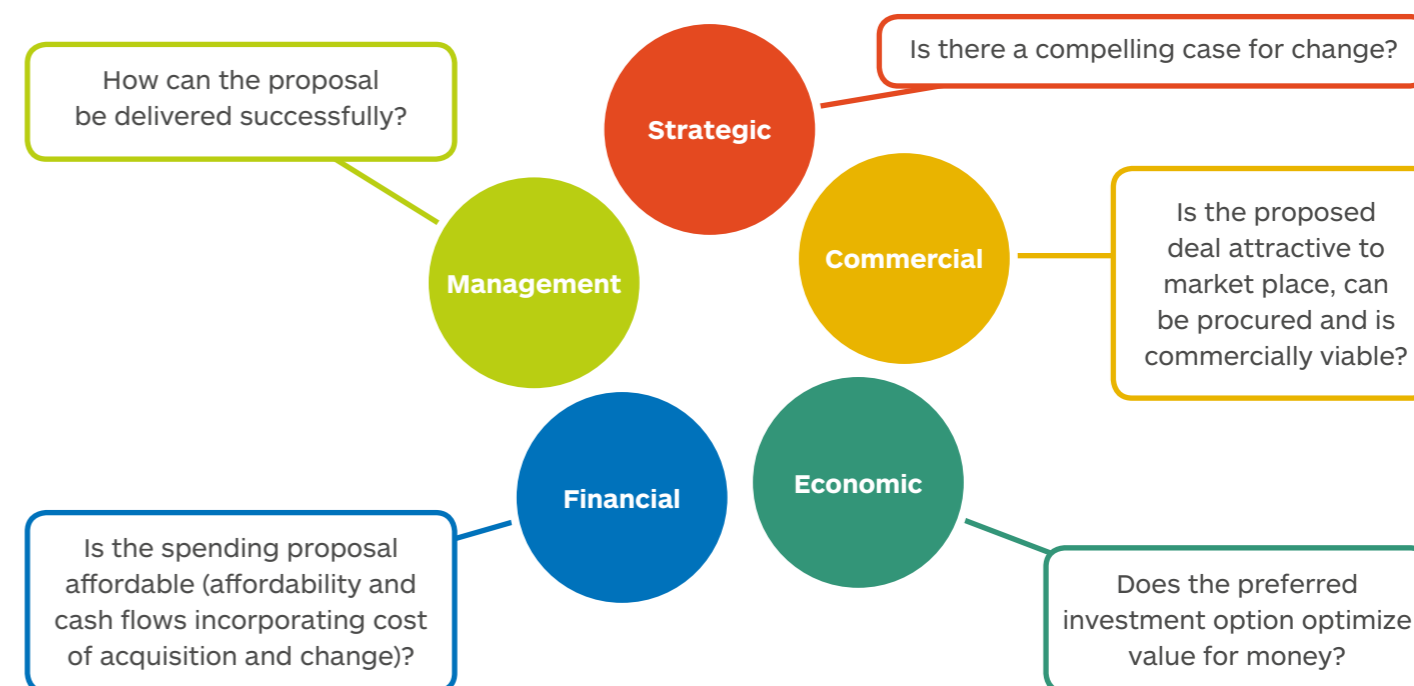 Is there a compelling case for change?
How can the proposal
be delivered successfully?
Strategic
Is the proposed
deal attractive to
market place, can
be procured and is
commercially viable?
Commercial
Management
Economic
Financial
Is the spending proposal
affordable (affordability and
cash flows incorporating cost
of acquisition and change)?
Does the preferred
investment option optimize
value for money?